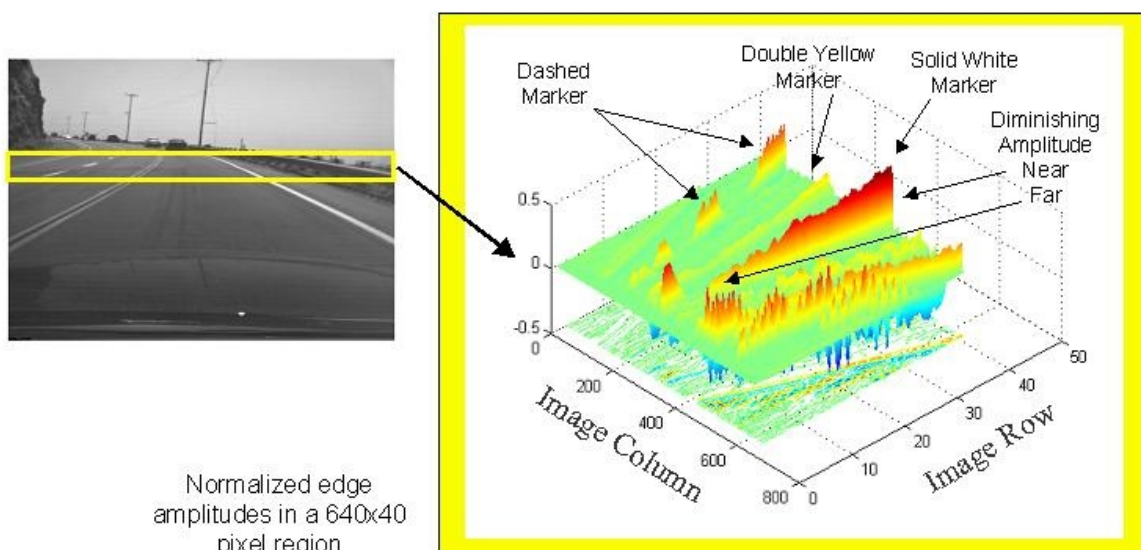 Dashed
Marker
Double Yellow
Marker
Solid White
Marker
Diminishing
Amplitude
Near
Far
0.5
0
-0.5
0
200
400
600
800
0
10
20
30
40
50
Image Column
Image Row
Normalized edge
amplitudes in a 640x40
pixel region